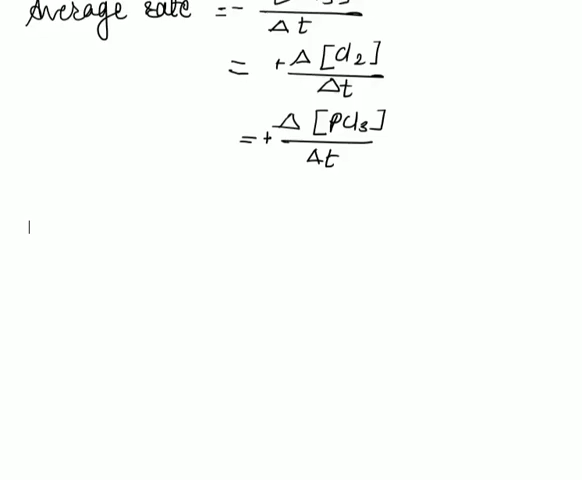 Average rate = -
Δt
= + Δ[Cl2]
Δt
= + Δ[PCl3]
Δt